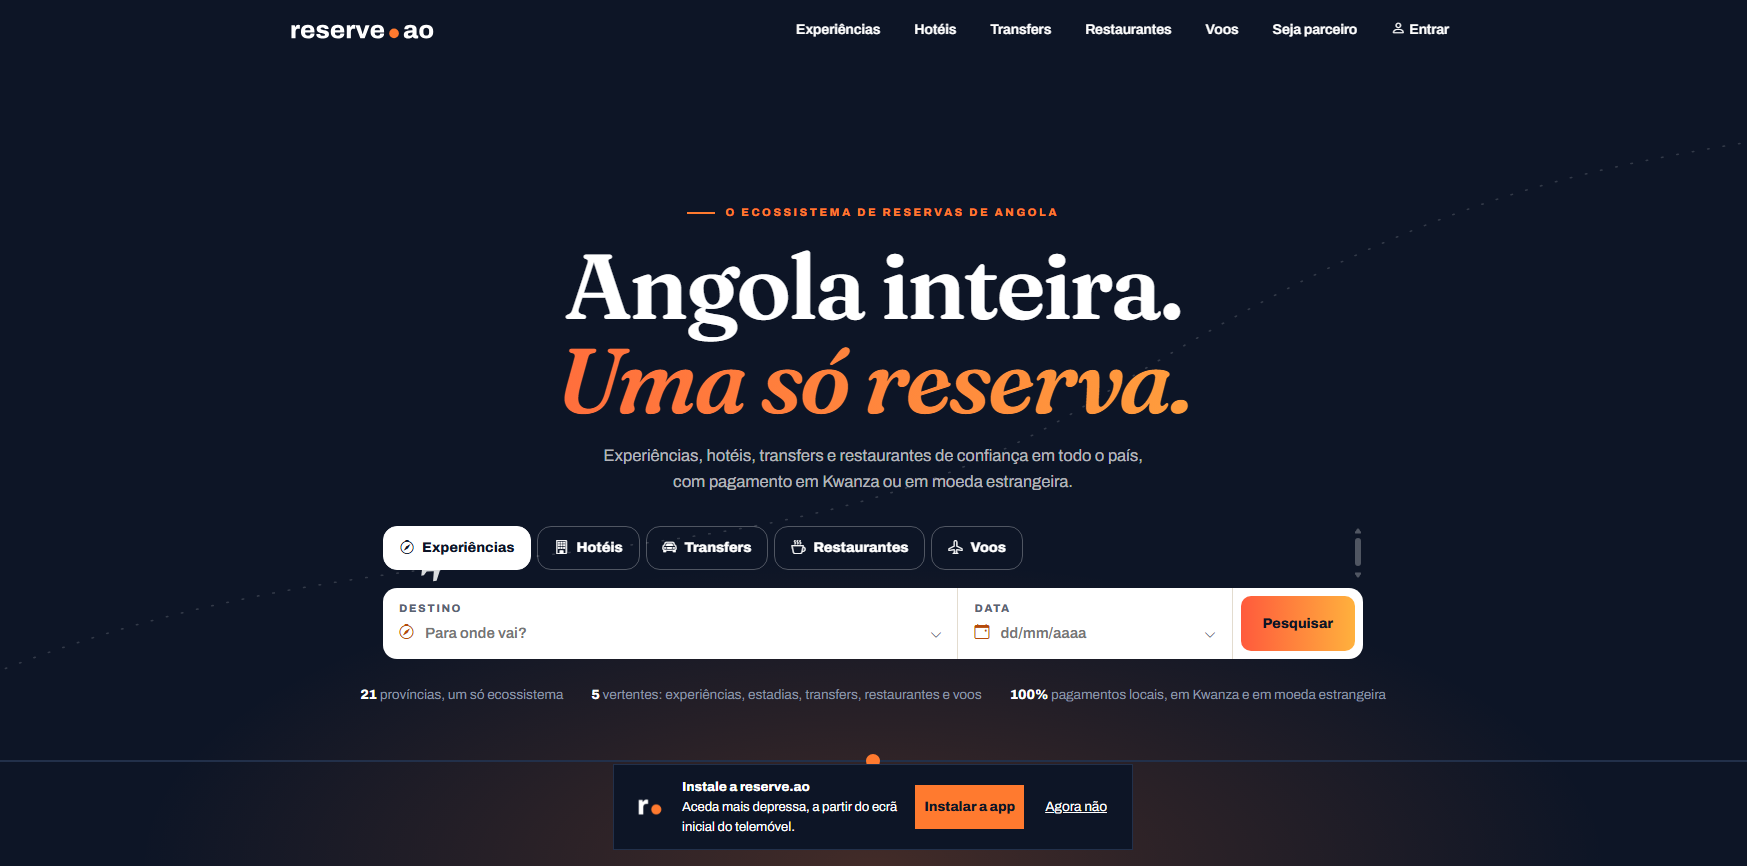 reserve.ao
Experiências
Hotéis
Transfers
Restaurantes
Voos
Seja parceiro
Entrar
O ECOSSISTEMA DE RESERVAS DE ANGOLA
Angola inteira.
Uma só reserva.
Experiências, hotéis, transfers e restaurantes de confiança em todo o país,
com pagamento em Kwanza ou em moeda estrangeira.
Experiências
Hotéis
Transfers
Restaurantes
Voos
DESTINO
Para onde vai?
DATA
dd/mm/aaaa
Pesquisar
21 províncias, um só ecossistema
5 vertentes: experiências, estadias, transfers, restaurantes e voos
100% pagamentos locais, em Kwanza e em moeda estrangeira
r.
Instale a reserve.ao
Aceda mais depressa, a partir do ecrã
inicial do telemóvel.
Instalar a app
Agora não